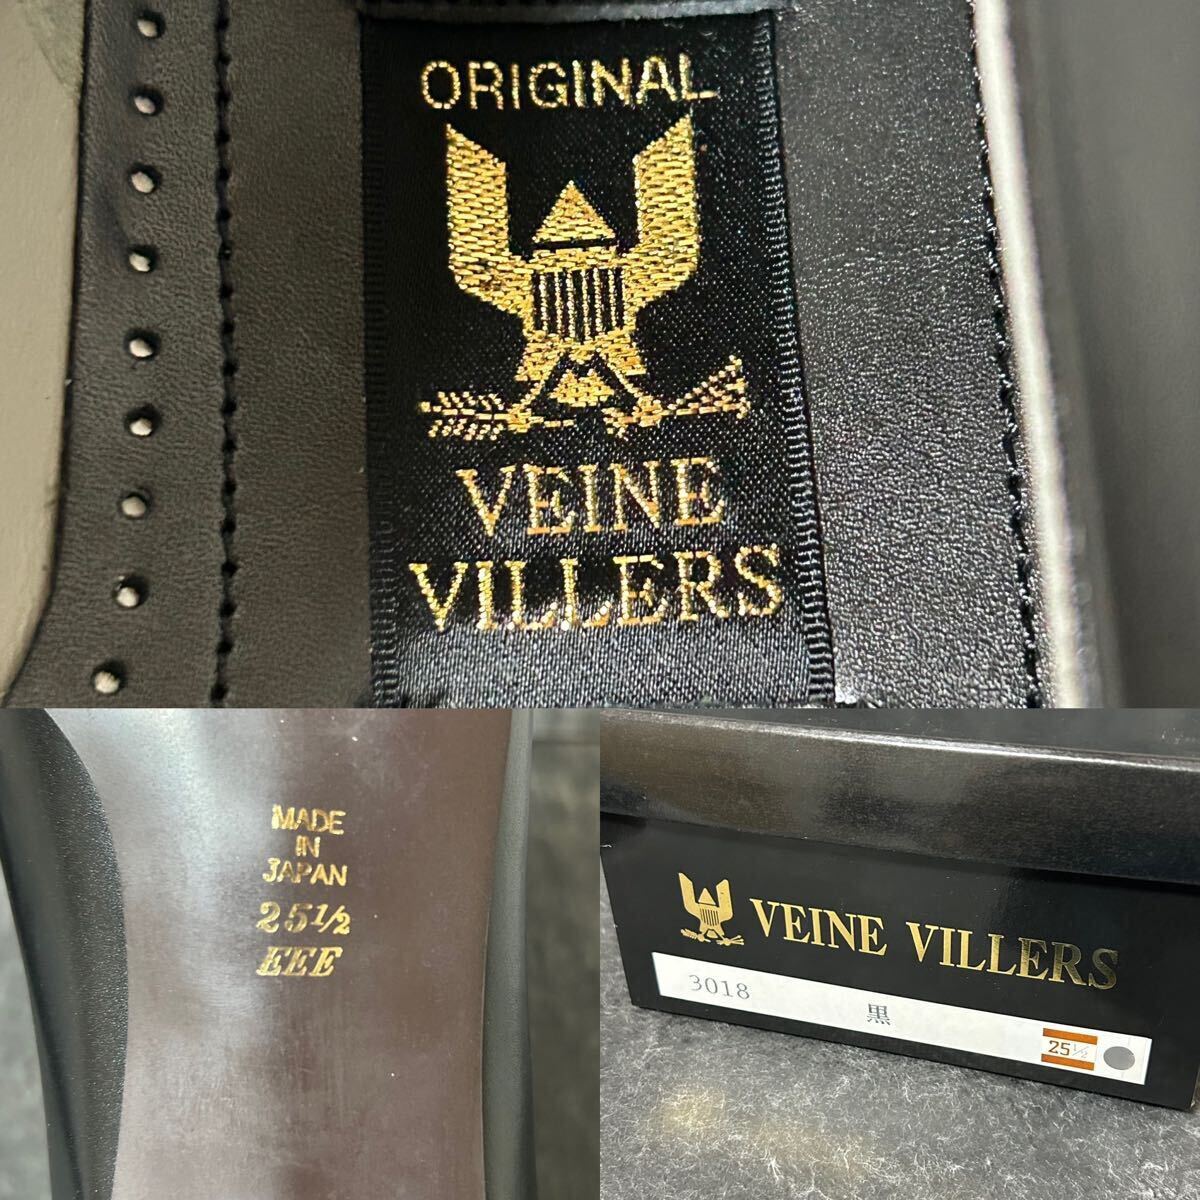 ORIGINAL
VEINE
VILLERS
MADE
IN
JAPAN
25½
EEE
VEINE VILLERS
3018 黒 25½